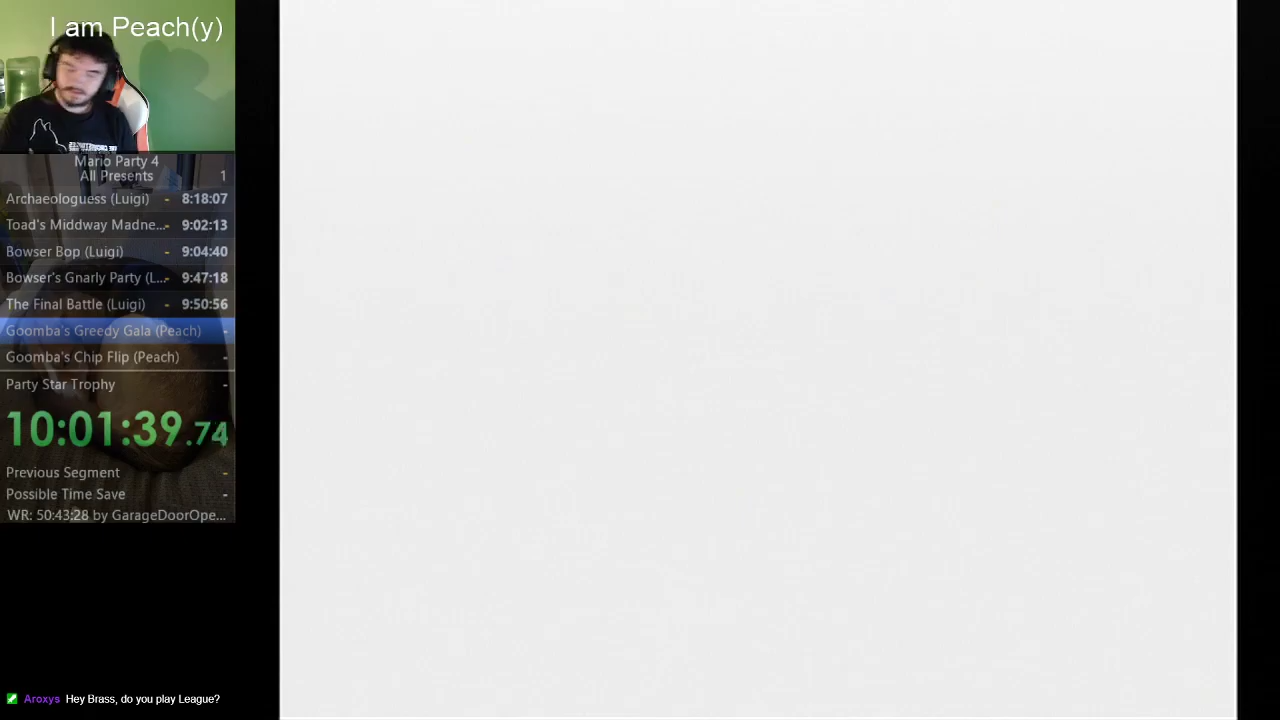 I am Peach(y)
Mario Party 4
All Presents 1
Archaeologuess (Luigi) - 8:18:07
Toad's Middway Madne... - 9:02:13
Bowser Bop (Luigi) - 9:04:40
Bowser's Gnarly Party (L... - 9:47:18
The Final Battle (Luigi) - 9:50:56
Goomba's Greedy Gala (Peach) -
Goomba's Chip Flip (Peach) -
Party Star Trophy -
10:01:39.74
Previous Segment -
Possible Time Save -
WR: 50:43:28 by GarageDoorOpe...
Aroxys Hey Brass, do you play League?